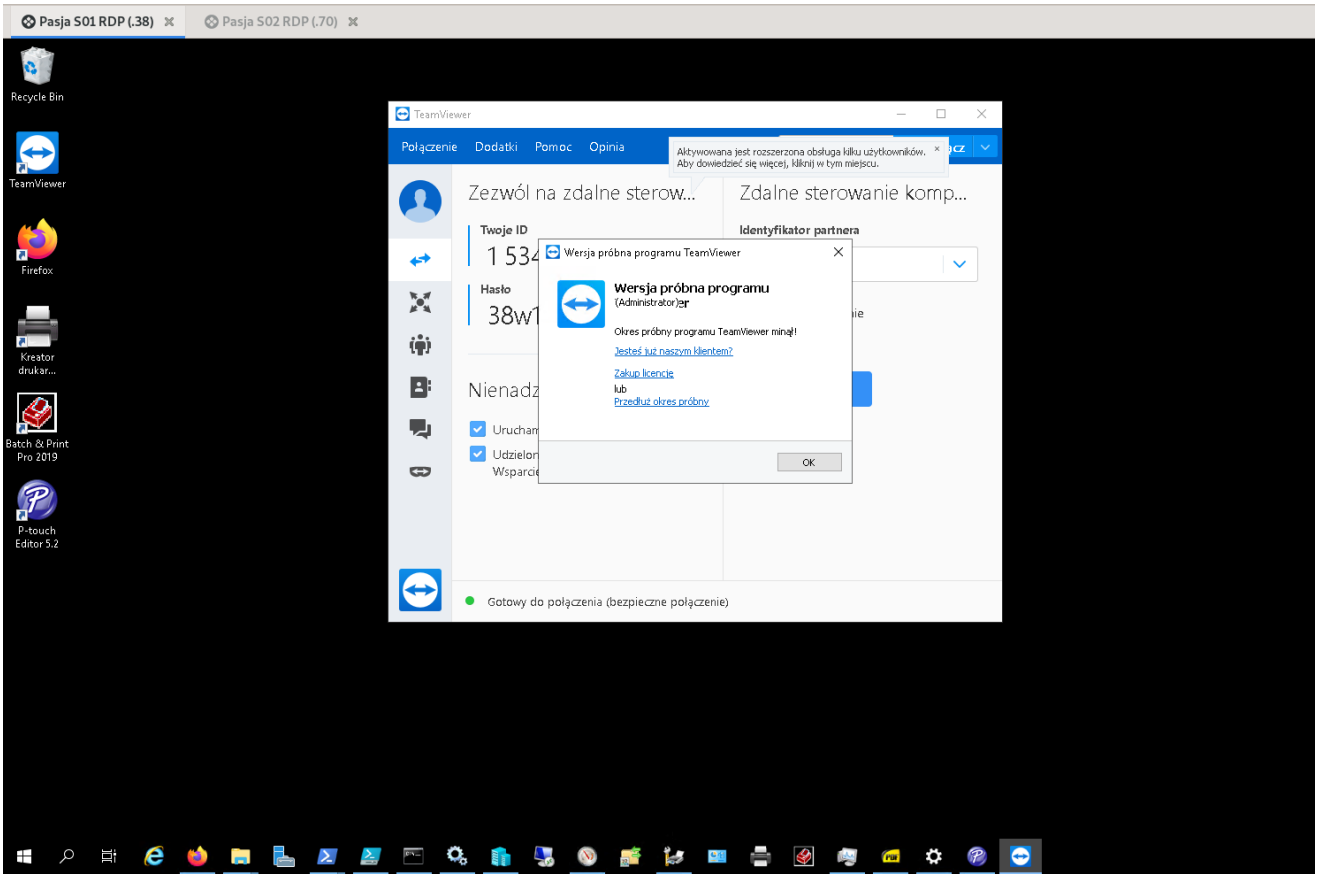 Pasja S01 RDP (.38)
Pasja S02 RDP (.70)
Recycle Bin
TeamViewer
Firefox
Kreator
drukar...
Batch & Print
Pro 2019
P-touch
Editor 5.2
TeamViewer
Połączenie Dodatki Pomoc Opinia
Aktywowana jest rozszerzona obsługa kilku użytkowników.
Aby dowiedzieć się więcej, kliknij w tym miejscu.
Zezwól na zdalne sterow...
Twoje ID
1 534
Hasło
38w1
Zdalne sterowanie komp...
Identyfikator partnera
Wersja próbna programu TeamViewer
Wersja próbna programu
(Administrator)
Okres próbny programu TeamViewer minął!
Jesteś już naszym klientem?
Zakup licencję
lub
Przedłuż okres próbny
OK
Nienadz
Urucham
Udzielon
Wsparcie
Gotowy do połączenia (bezpieczne połączenie)